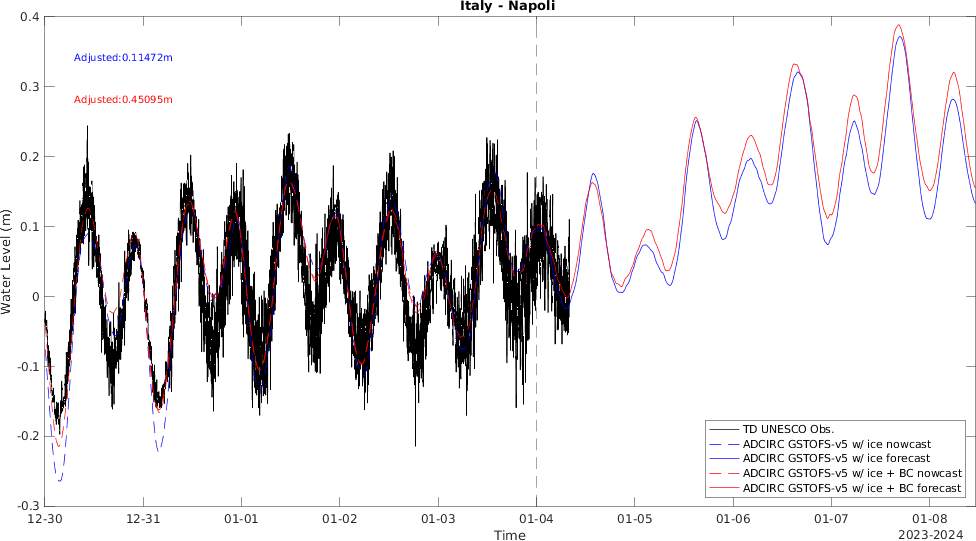 Italy - Napoli
0.4
0.3
0.2
0.1
0
-0.1
-0.2
-0.3
Water Level (m)
Adjusted:0.11472m
Adjusted:0.45095m
TD UNESCO Obs.
ADCIRC GSTOFS-v5 w/ ice nowcast
ADCIRC GSTOFS-v5 w/ ice forecast
ADCIRC GSTOFS-v5 w/ ice + BC nowcast
ADCIRC GSTOFS-v5 w/ ice + BC forecast
12-30 12-31 01-01 01-02 01-03 01-04 01-05 01-06 01-07 01-08
Time
2023-2024